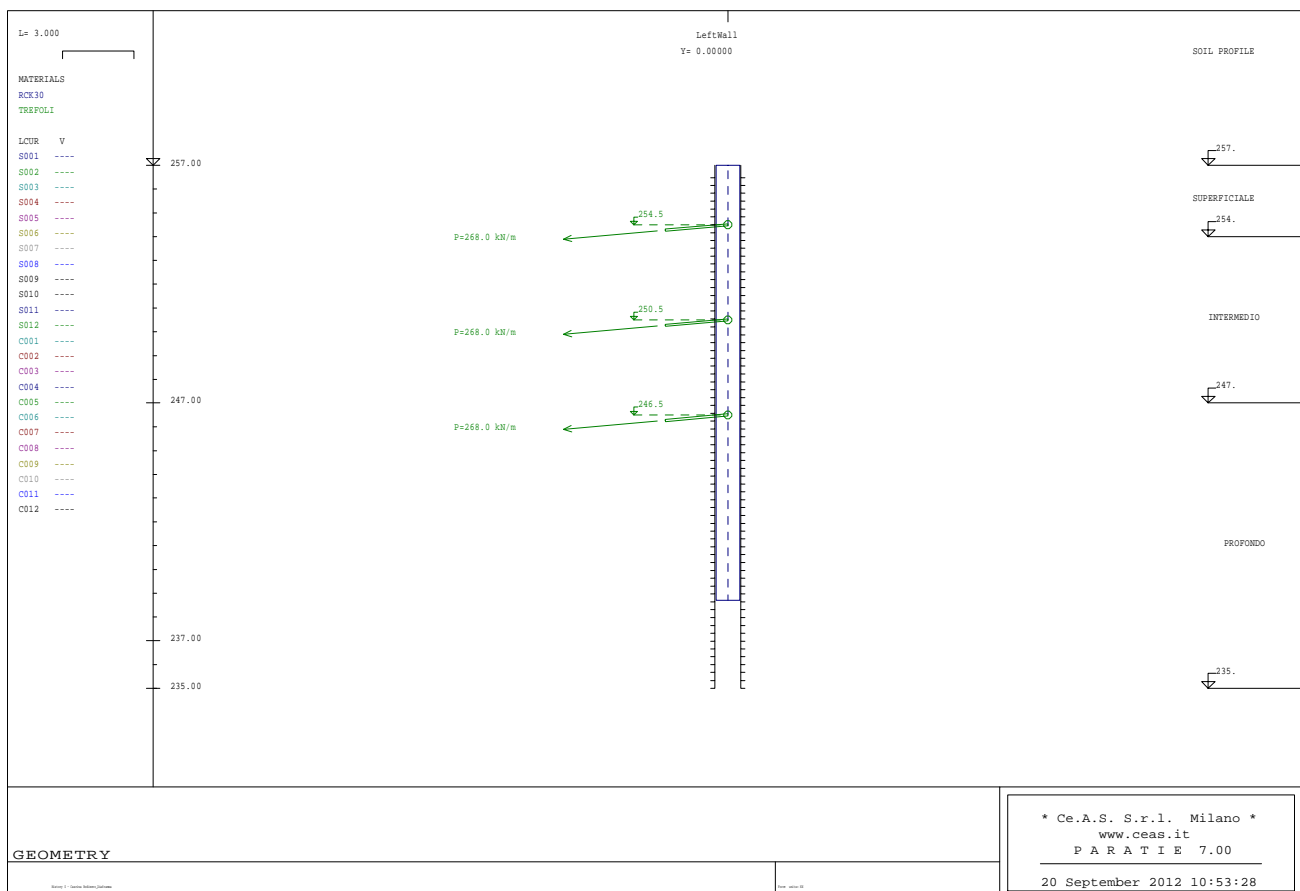 L= 3.000
MATERIALS
RCK30
TREFOLI
LCUR V
S001 ----
S002 ----
S003 ----
S004 ----
S005 ----
S006 ----
S007 ----
S008 ----
S009 ----
S010 ----
S011 ----
S012 ----
C001 ----
C002 ----
C003 ----
C004 ----
C005 ----
C006 ----
C007 ----
C008 ----
C009 ----
C010 ----
C011 ----
C012 ----
257.00
247.00
237.00
235.00
LeftWall
Y= 0.00000
254.5
P=268.0 kN/m
250.5
P=268.0 kN/m
246.5
P=268.0 kN/m
SOIL PROFILE
257.
SUPERFICIALE
254.
INTERMEDIO
247.
PROFONDO
235.
GEOMETRY
* Ce.A.S. S.r.l. Milano *
www.ceas.it
P A R A T I E 7.00
20 September 2012 10:53:28